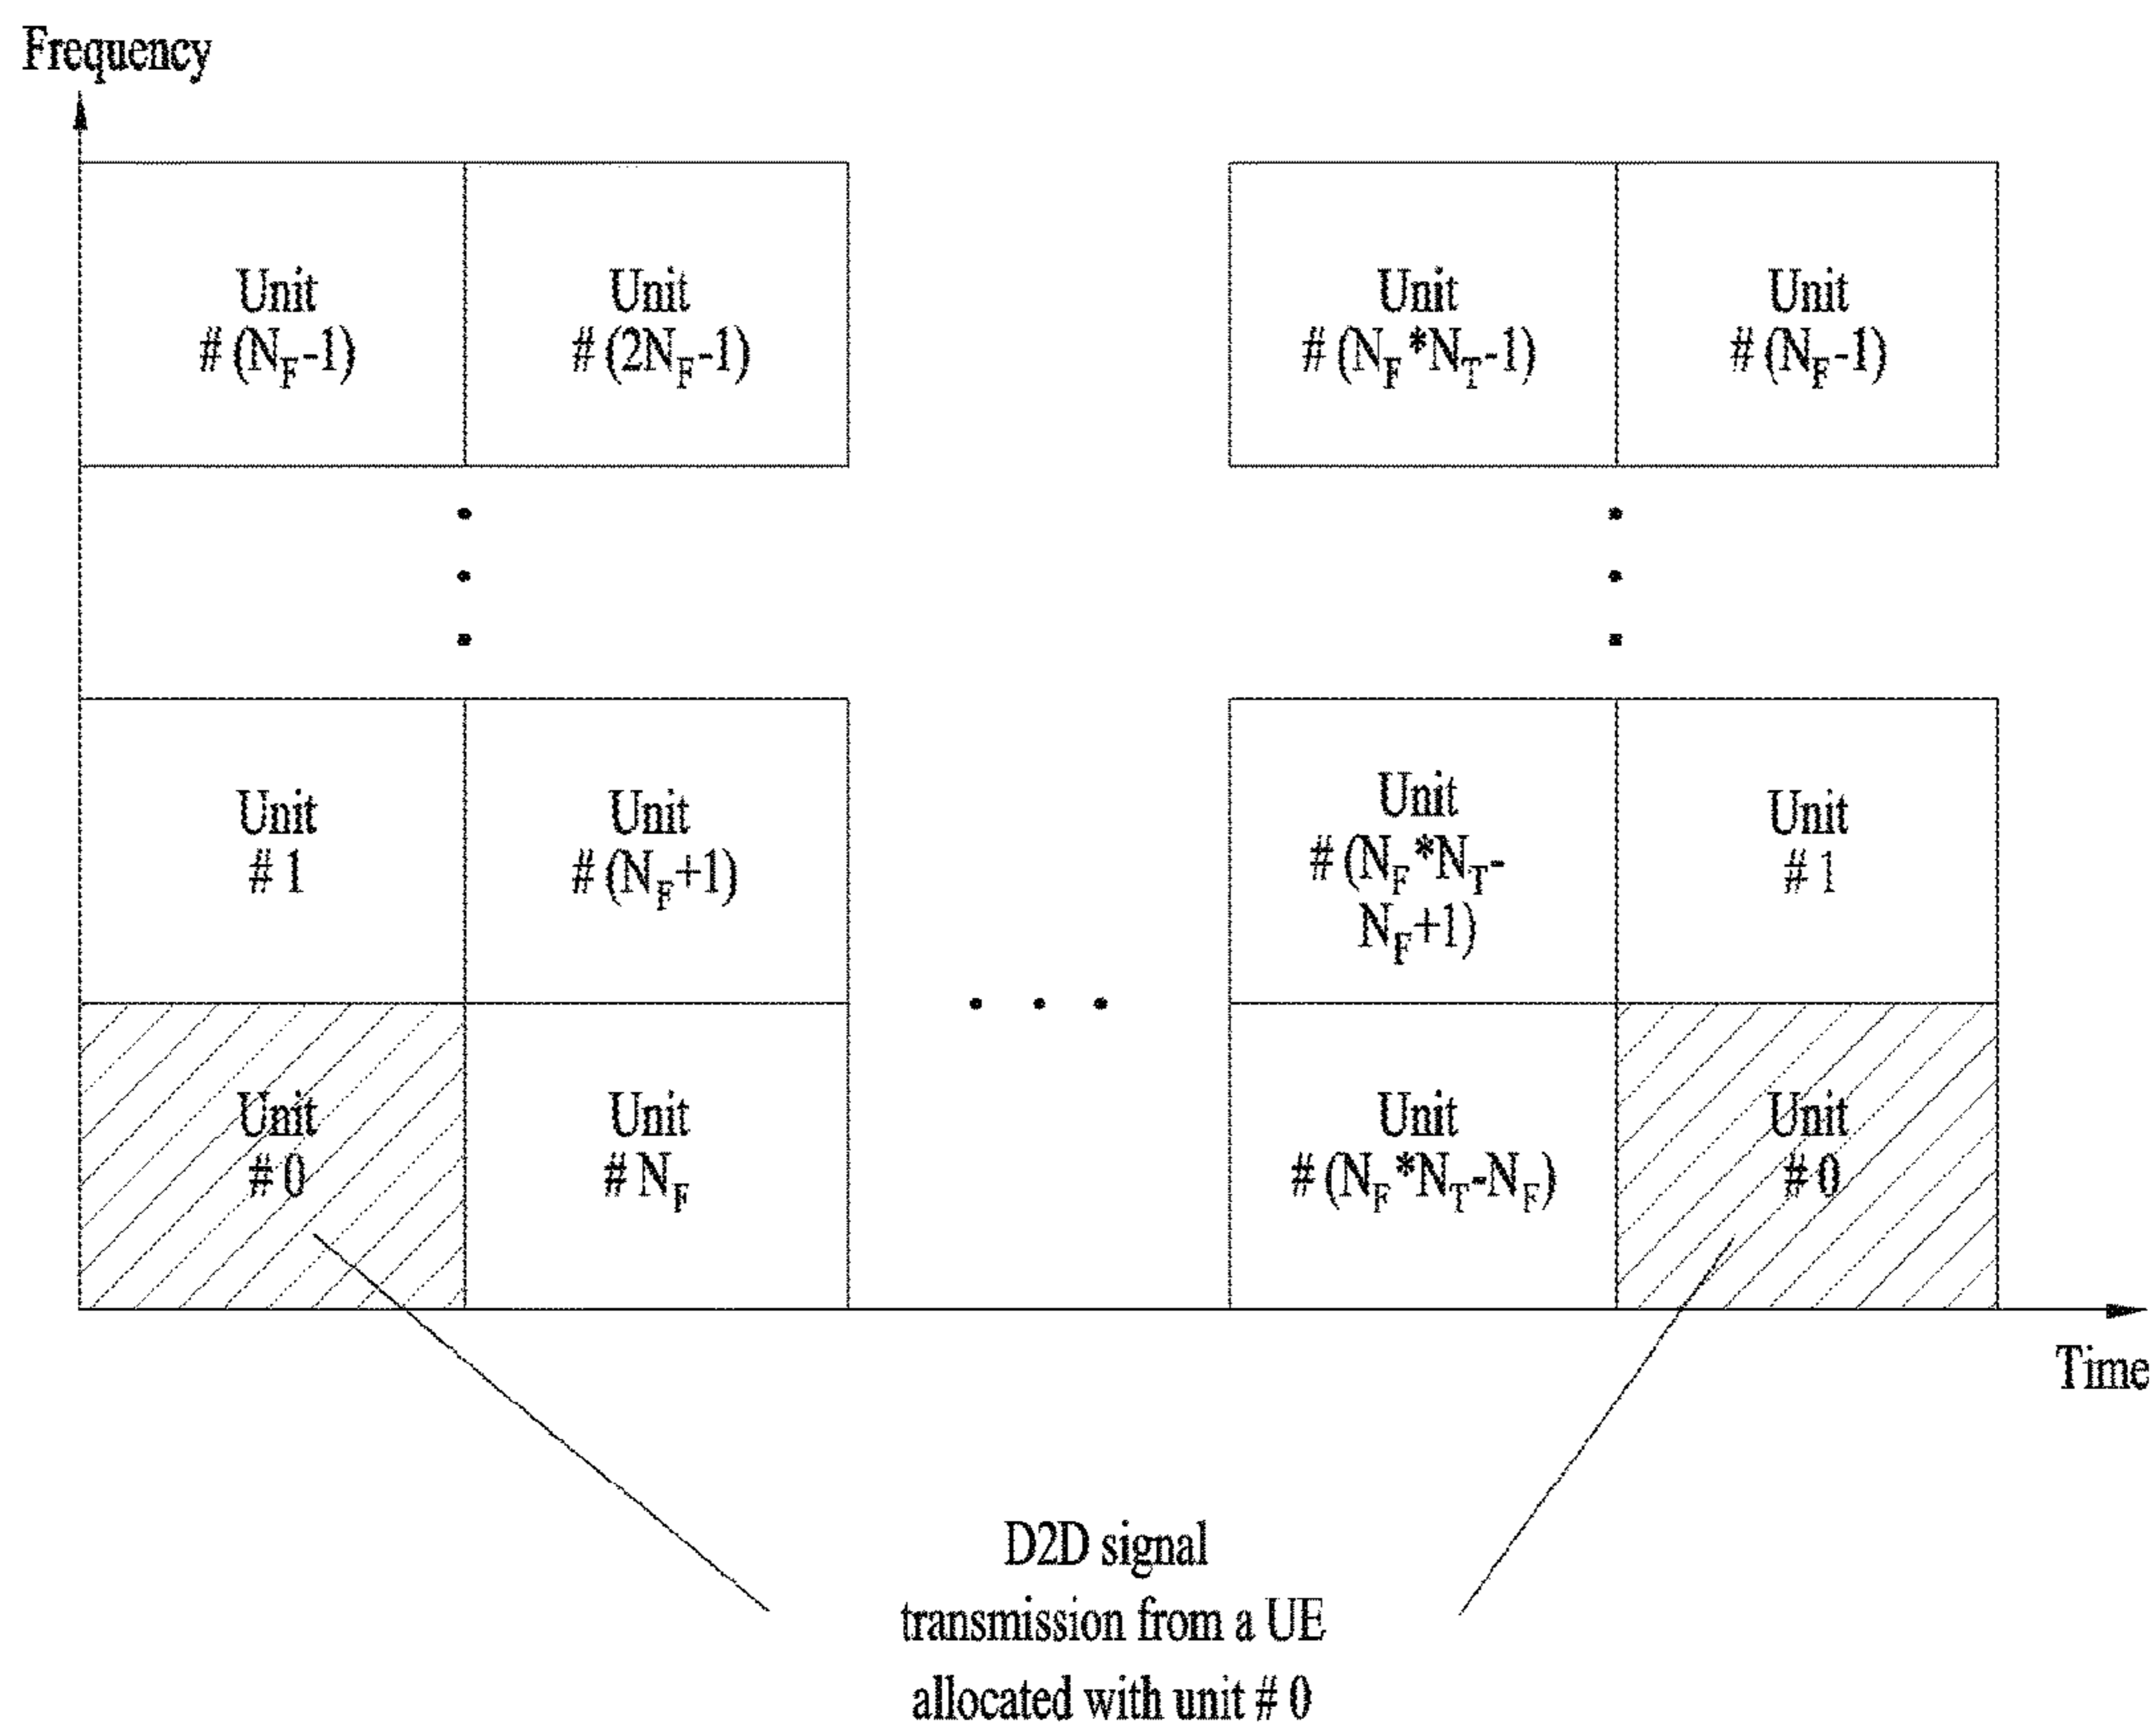 Frequency
Unit
# (N_F-1)
Unit
# (2N_F-1)
Unit
# (N_F*N_T-1)
Unit
# (N_F-1)
Unit
# 1
Unit
# (N_F+1)
Unit
# (N_F*N_T-
N_F+1)
Unit
# 1
Unit
# 0
Unit
# N_F
Unit
# (N_F*N_T-N_F)
Unit
# 0
Time
D2D signal
transmission from a UE
allocated with unit # 0